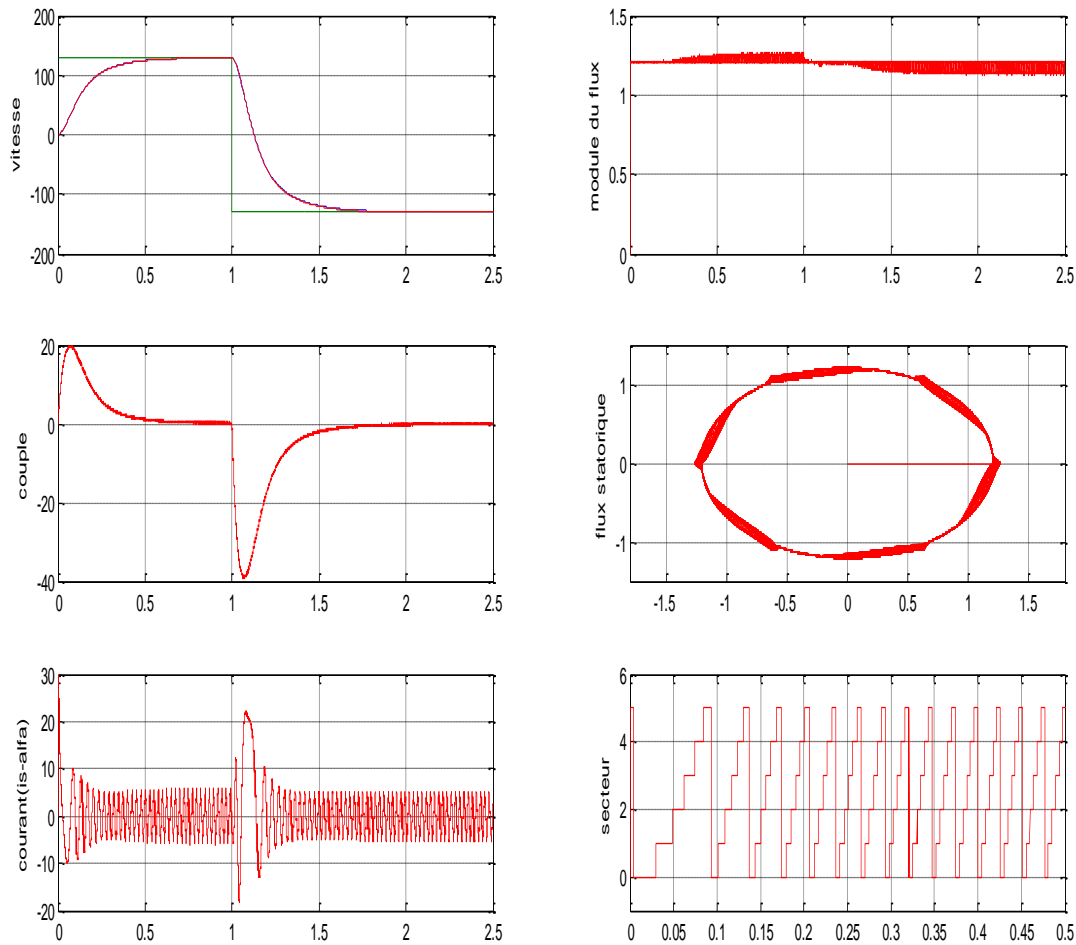 200
100
0
-100
-200
vitesse
0 0.5 1 1.5 2 2.5
1.5
1
0.5
0
module du flux
0 0.5 1 1.5 2 2.5
20
0
-20
-40
couple
0 0.5 1 1.5 2 2.5
1
0
-1
flux statorique
-1.5 -1 -0.5 0 0.5 1 1.5
30
20
10
0
-10
-20
courant(is-alfa)
0 0.5 1 1.5 2 2.5
6
4
2
0
secteur
0 0.05 0.1 0.15 0.2 0.25 0.3 0.35 0.4 0.45 0.5